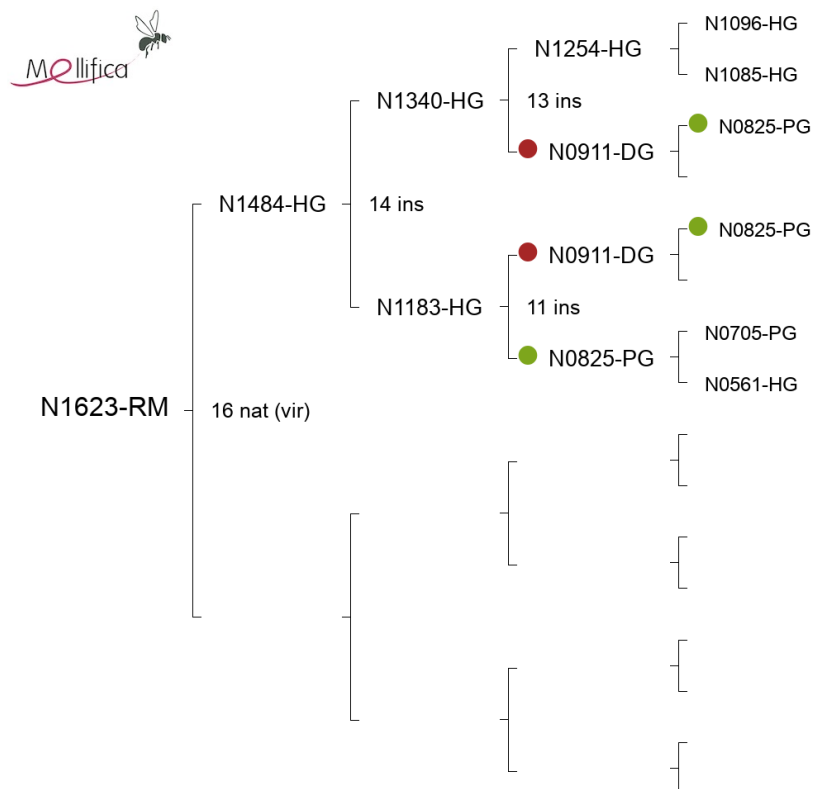 Mellifica
N1096-HG
N1254-HG
N1085-HG
N1340-HG
13 ins
N0825-PG
N0911-DG
N1484-HG
14 ins
N0825-PG
N0911-DG
N1183-HG
11 ins
N0705-PG
N0825-PG
N0561-HG
N1623-RM
16 nat (vir)